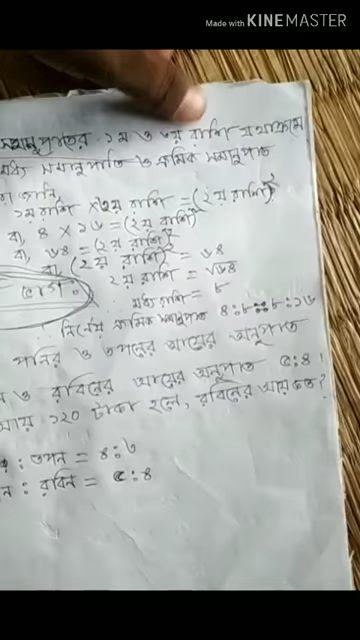 Made with KINEMASTER
সমানুপাতের ১ম ও ৩য় রাশি যথাক্রমে
মধ্য সমানুপাতি ও ক্রমিক সমানুপাত
জানি,
১ম রাশি × ৩য় রাশি = (২য় রাশি)²
বা, ৪ × ১৬ = (২য় রাশি)²
বা, ৬৪ = (২য় রাশি)²
বা, (২য় রাশি)² = ৬৪
২য় রাশি = √৬৪
মধ্য রাশি = ৮
নির্ণেয় ক্রমিক সমানুপাত ৪:৮::৮:১৬
পনির ও তপনের আয়ের অনুপাত
ও রবিনের আয়ের অনুপাত ৫:৪।
আয় ১২০ টাকা হলে, রবিনের আয় কত?
: তপন = ৪:৩
: রবিন = ৫:৪